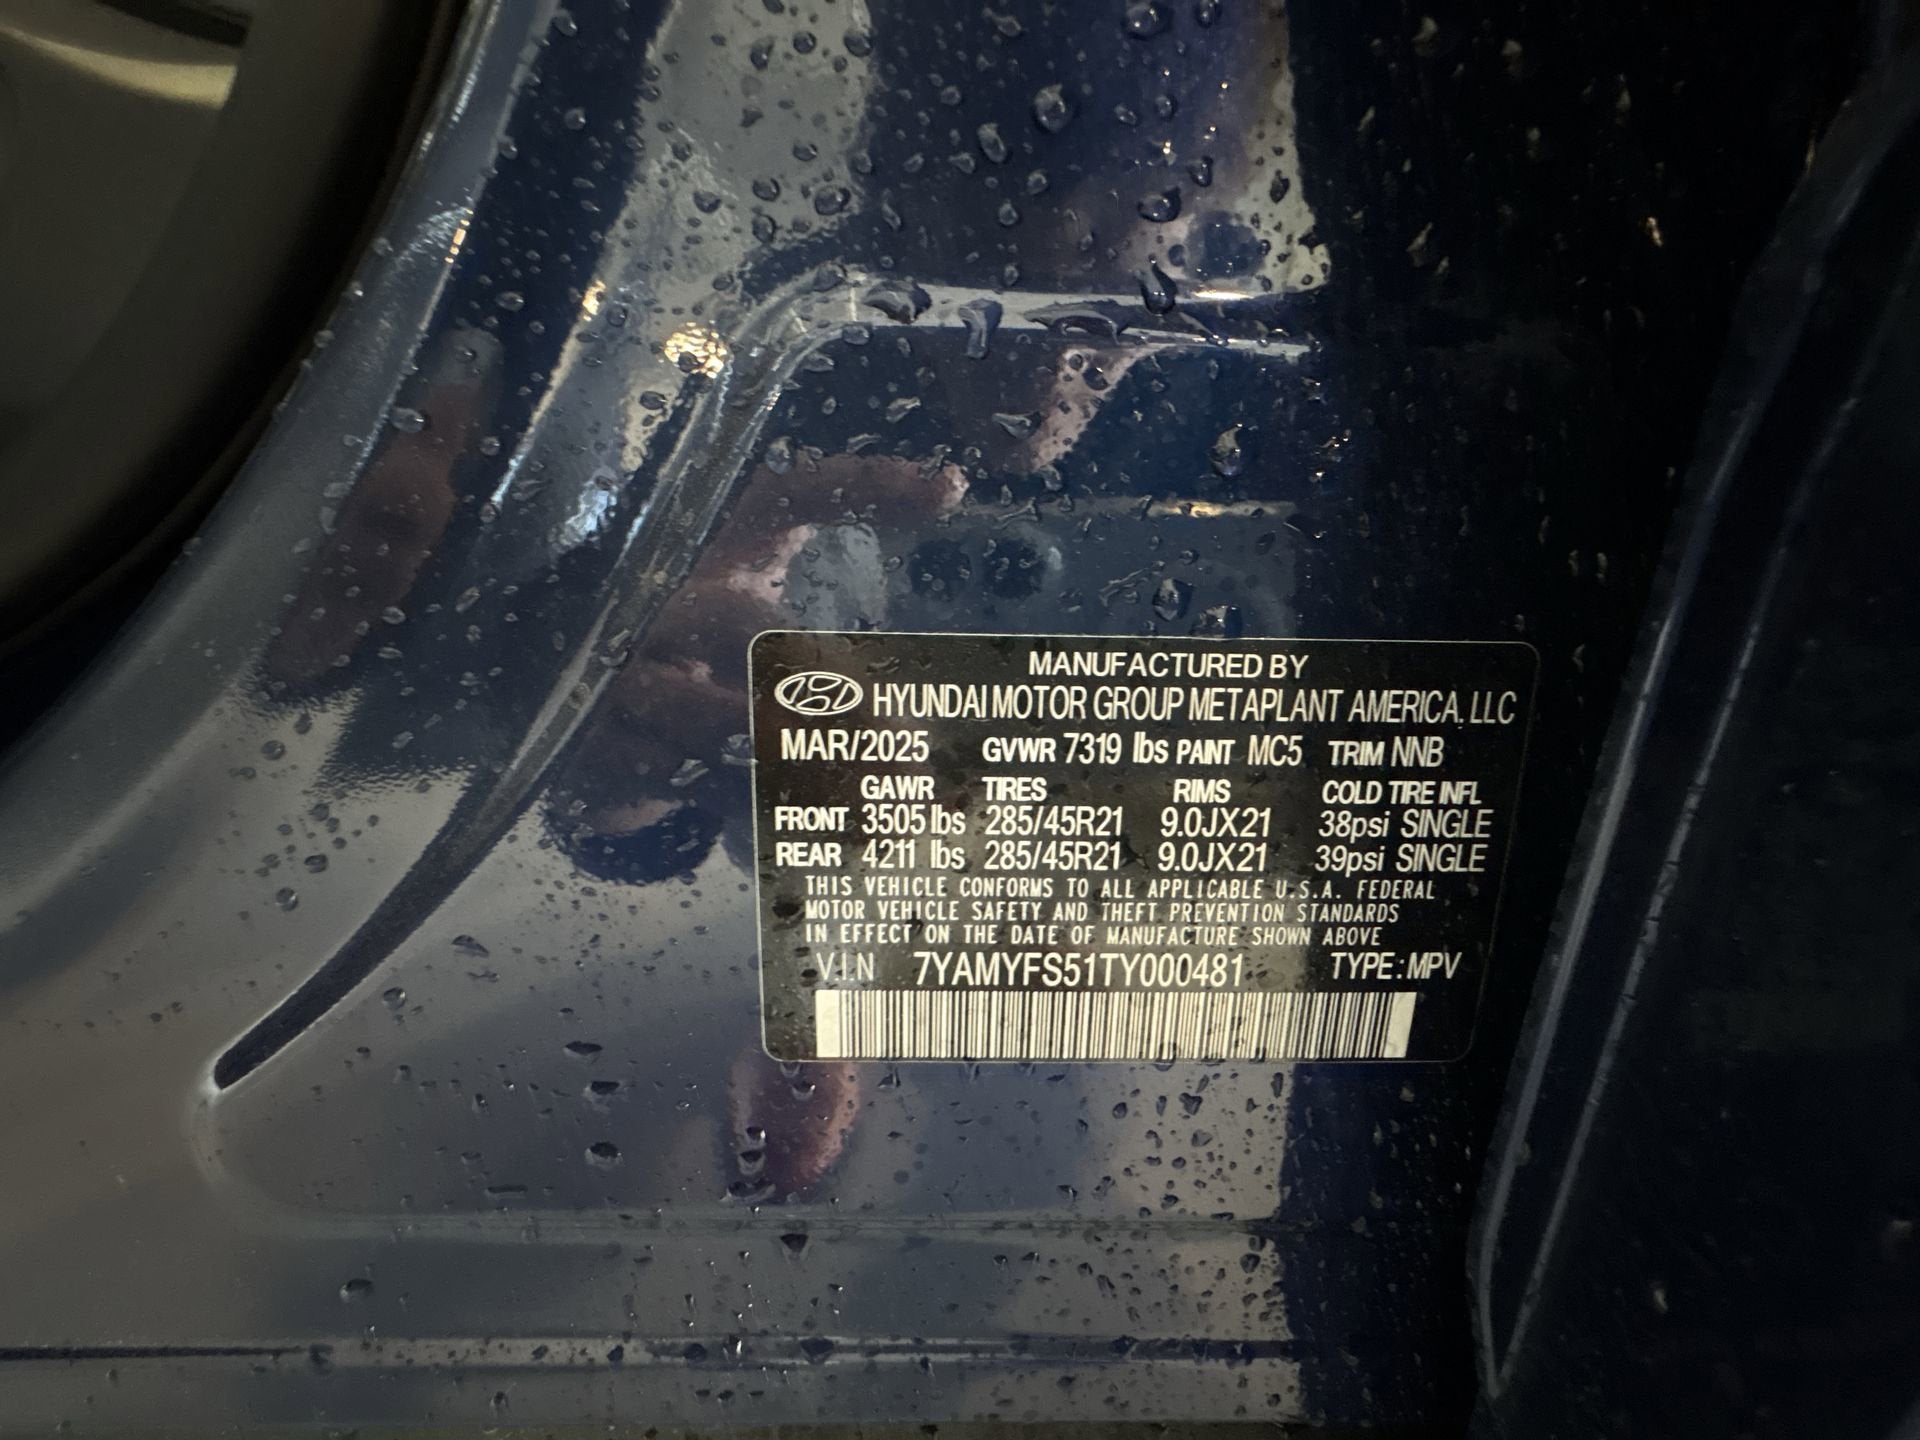 MANUFACTURED BY
HYUNDAI MOTOR GROUP METAPLANT AMERICA, LLC
MAR/2025 GVWR 7319 lbs PAINT MC5 TRIM NNB
GAWR TIRES RIMS COLD TIRE INFL
FRONT 3505 lbs 285/45R21 9.0JX21 38psi SINGLE
REAR 4211 lbs 285/45R21 9.0JX21 39psi SINGLE
THIS VEHICLE CONFORMS TO ALL APPLICABLE U.S.A. FEDERAL
MOTOR VEHICLE SAFETY AND THEFT PREVENTION STANDARDS
IN EFFECT ON THE DATE OF MANUFACTURE SHOWN ABOVE
V.I.N 7YAMYFS51TY000481 TYPE:MPV